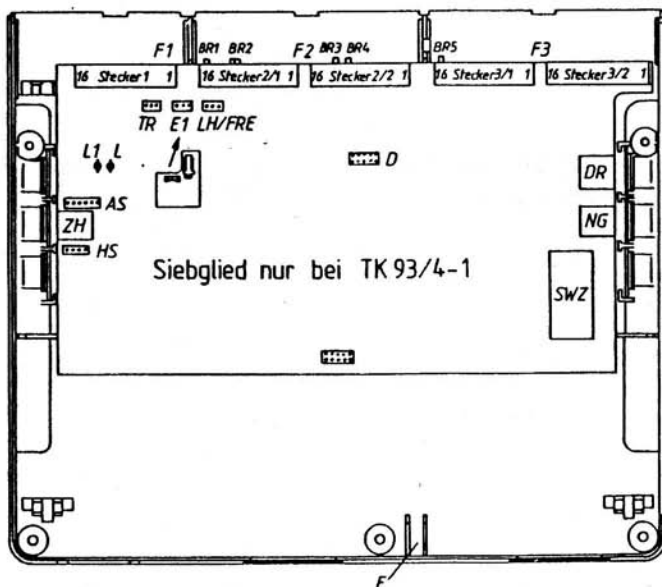 F1 BR1 BR2 F2 BR3 BR4 BR5 F3
16 Stecker1 1 16 Stecker2/1 1 16 Stecker2/2 1 16 Stecker3/1 1 16 Stecker3/2 1
TR E1 LH/FRE
L1 L D
DR
AS
ZH NG
HS
Siebglied nur bei TK 93/4-1
SWZ